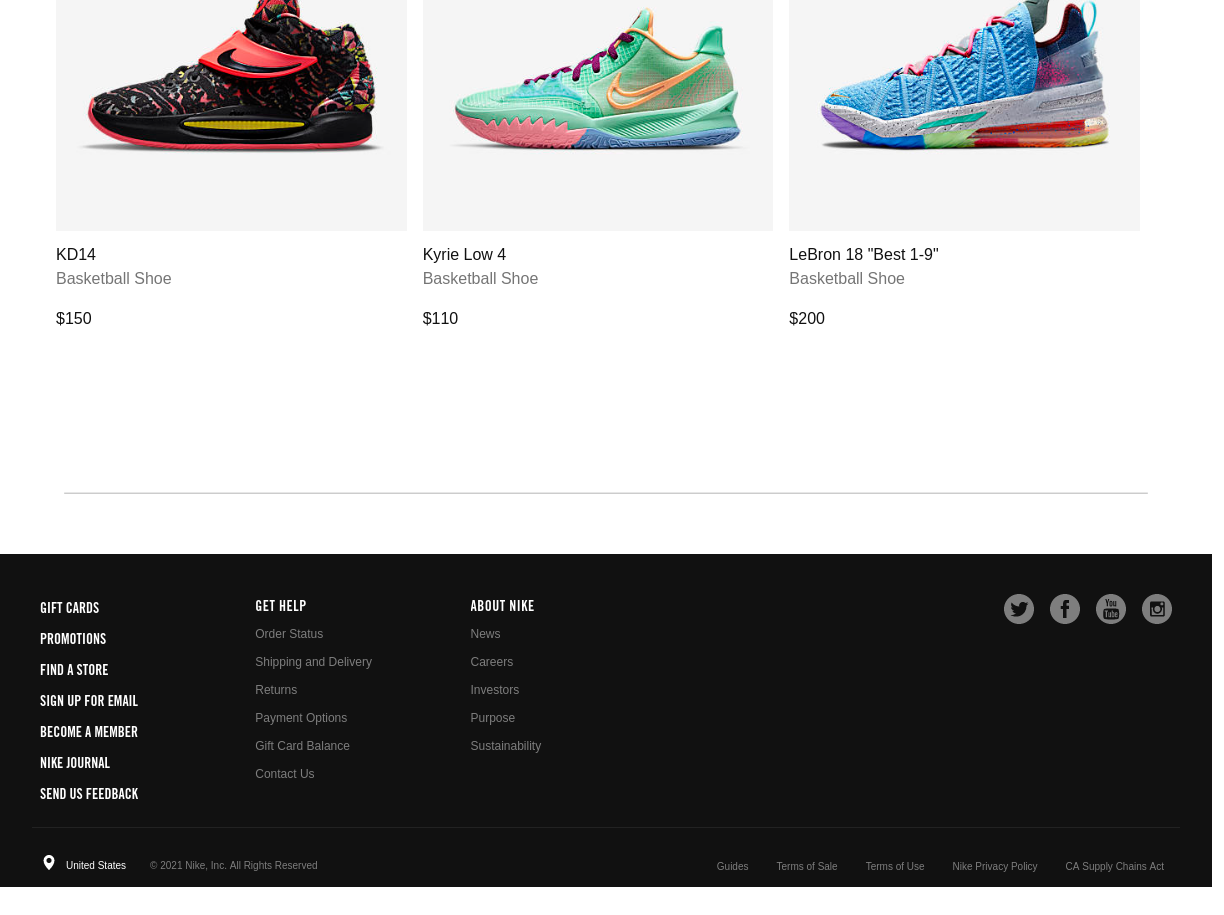 KD14
Basketball Shoe
$150
Kyrie Low 4
Basketball Shoe
$110
LeBron 18 "Best 1-9"
Basketball Shoe
$200
GIFT CARDS
PROMOTIONS
FIND A STORE
SIGN UP FOR EMAIL
BECOME A MEMBER
NIKE JOURNAL
SEND US FEEDBACK
GET HELP
Order Status
Shipping and Delivery
Returns
Payment Options
Gift Card Balance
Contact Us
ABOUT NIKE
News
Careers
Investors
Purpose
Sustainability
You
Tube
United States
© 2021 Nike, Inc. All Rights Reserved
Guides
Terms of Sale
Terms of Use
Nike Privacy Policy
CA Supply Chains Act